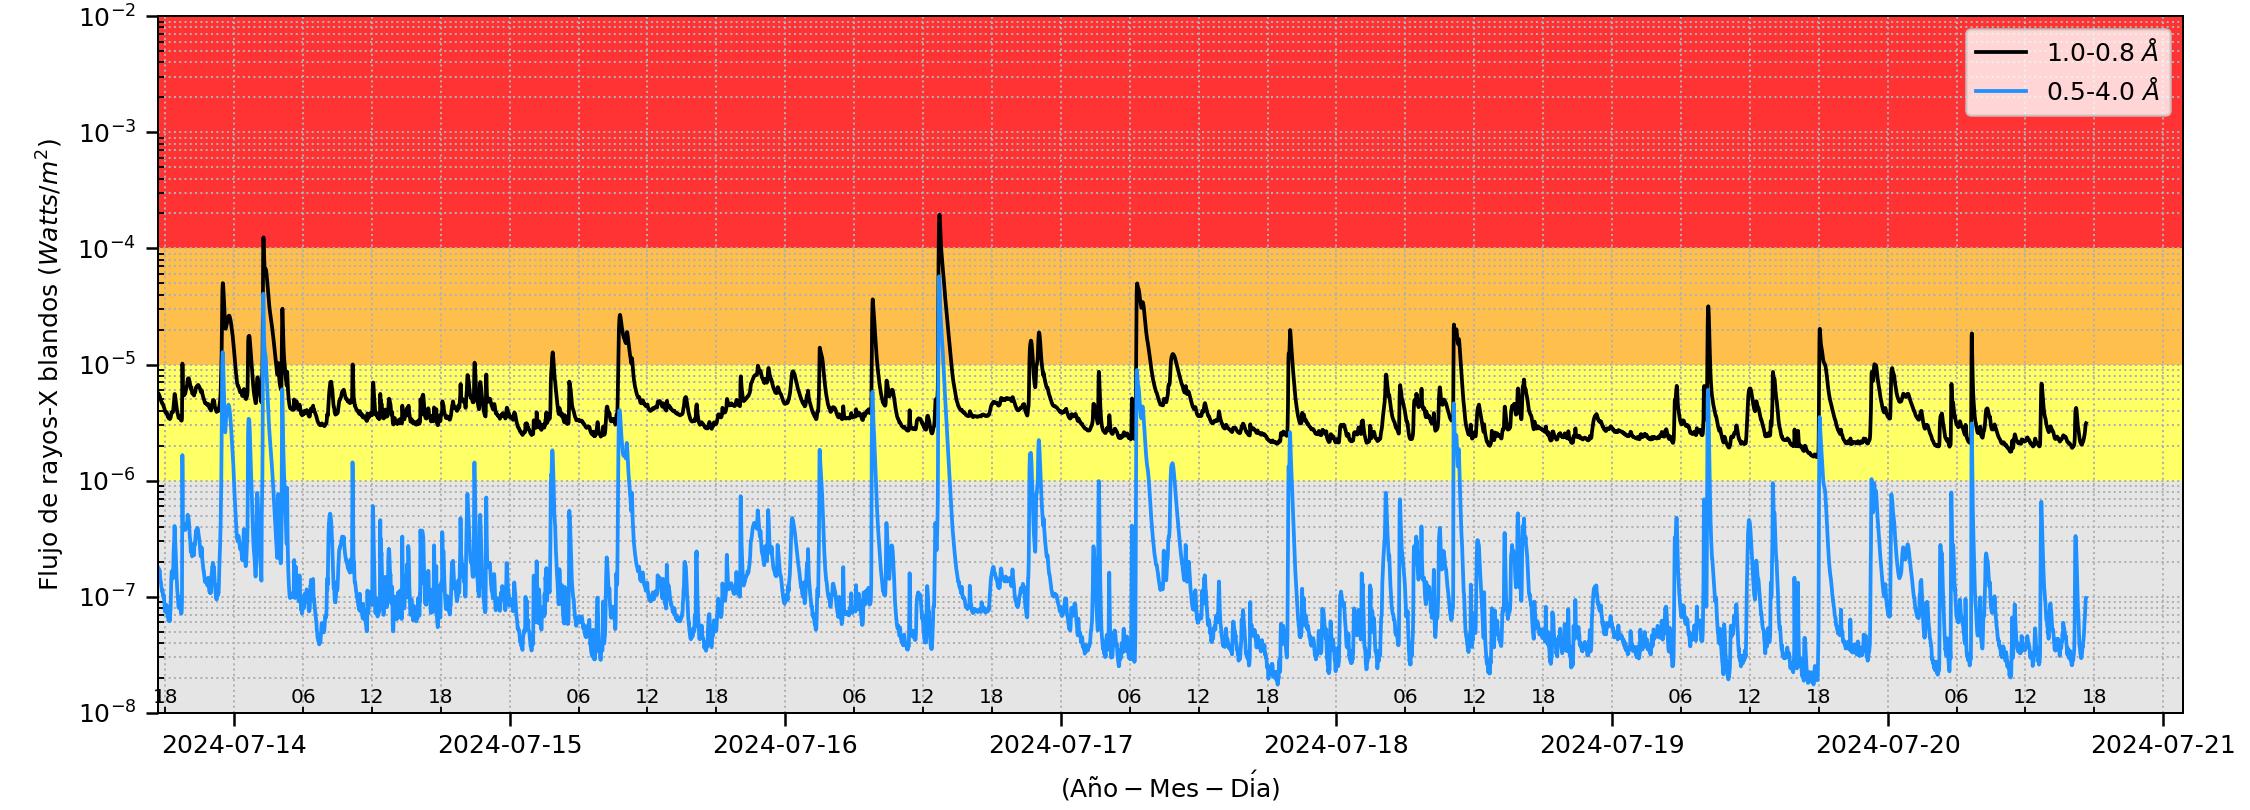 10⁻²
10⁻³
10⁻⁴
10⁻⁵
10⁻⁶
10⁻⁷
10⁻⁸
Flujo de rayos-X blandos (Watts/m²)
1.0-0.8 Å
0.5-4.0 Å
18 06 12 18 06 12 18 06 12 18 06 12 18 06 12 18 06 12 18 06 12 18
2024-07-14 2024-07-15 2024-07-16 2024-07-17 2024-07-18 2024-07-19 2024-07-20 2024-07-21
(Año − Mes − Día)